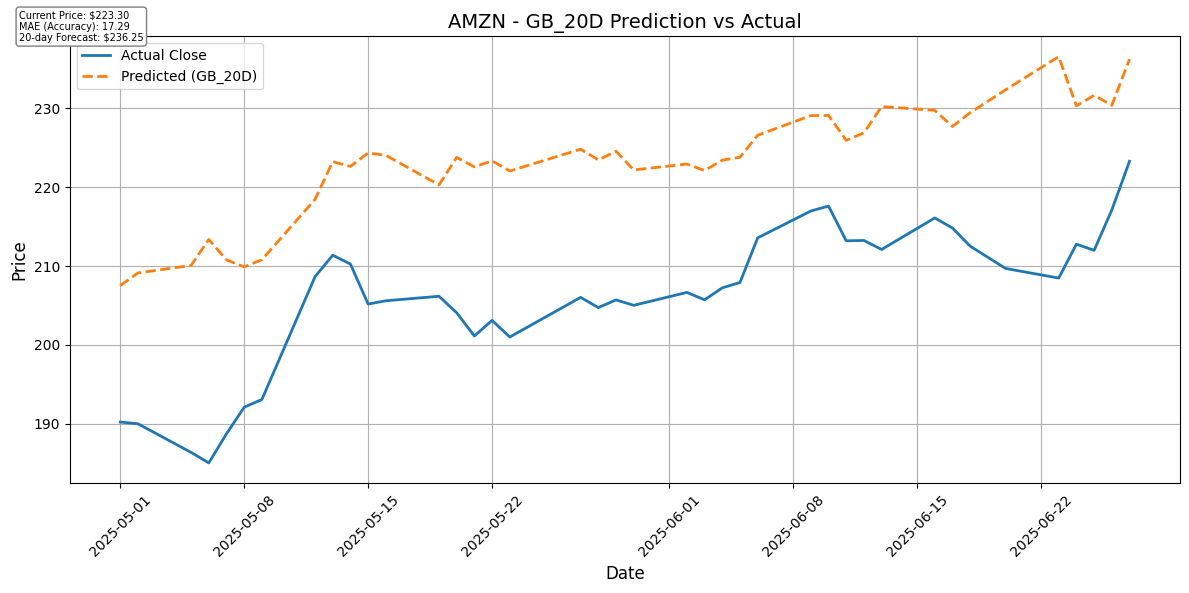 AMZN - GB_20D Prediction vs Actual
Current Price: $223.30
MAE (Accuracy): 17.29
20-day Forecast: $236.25
Actual Close
Predicted (GB_20D)
Price
230
220
210
200
190
2025-05-01
2025-05-08
2025-05-15
2025-05-22
2025-06-01
2025-06-08
2025-06-15
2025-06-22
Date